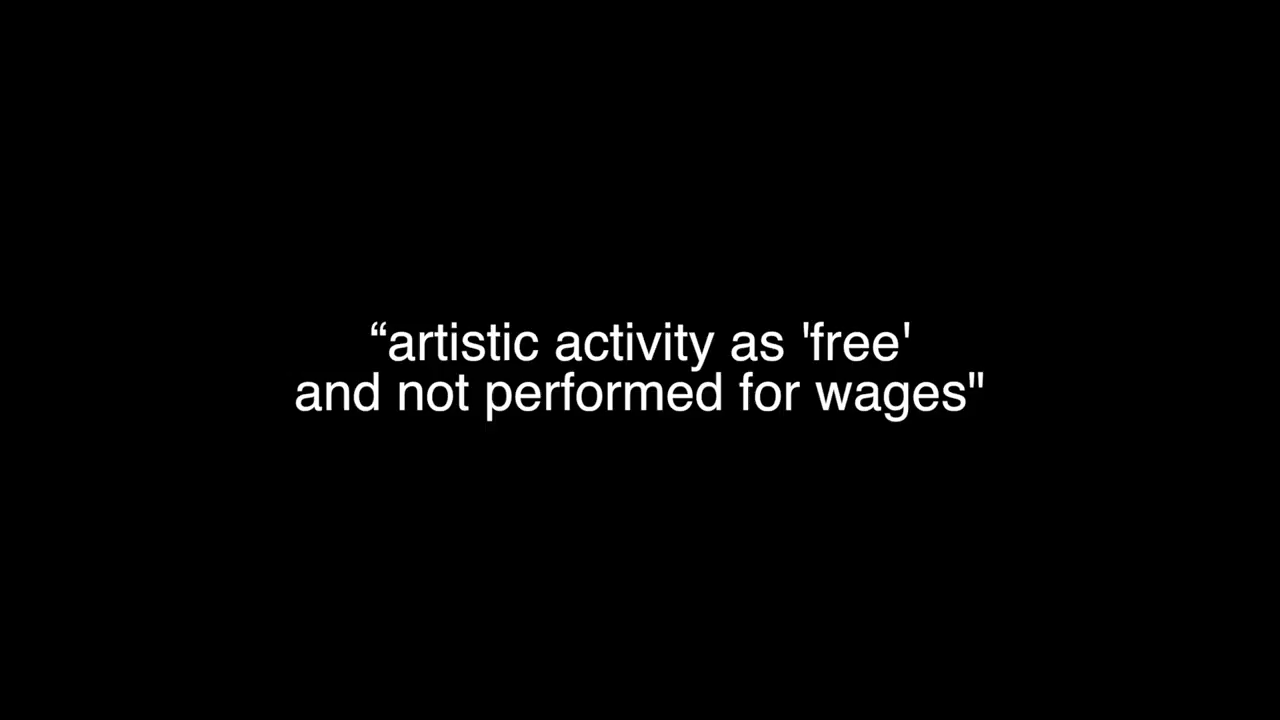 “artistic activity as 'free'
and not performed for wages"